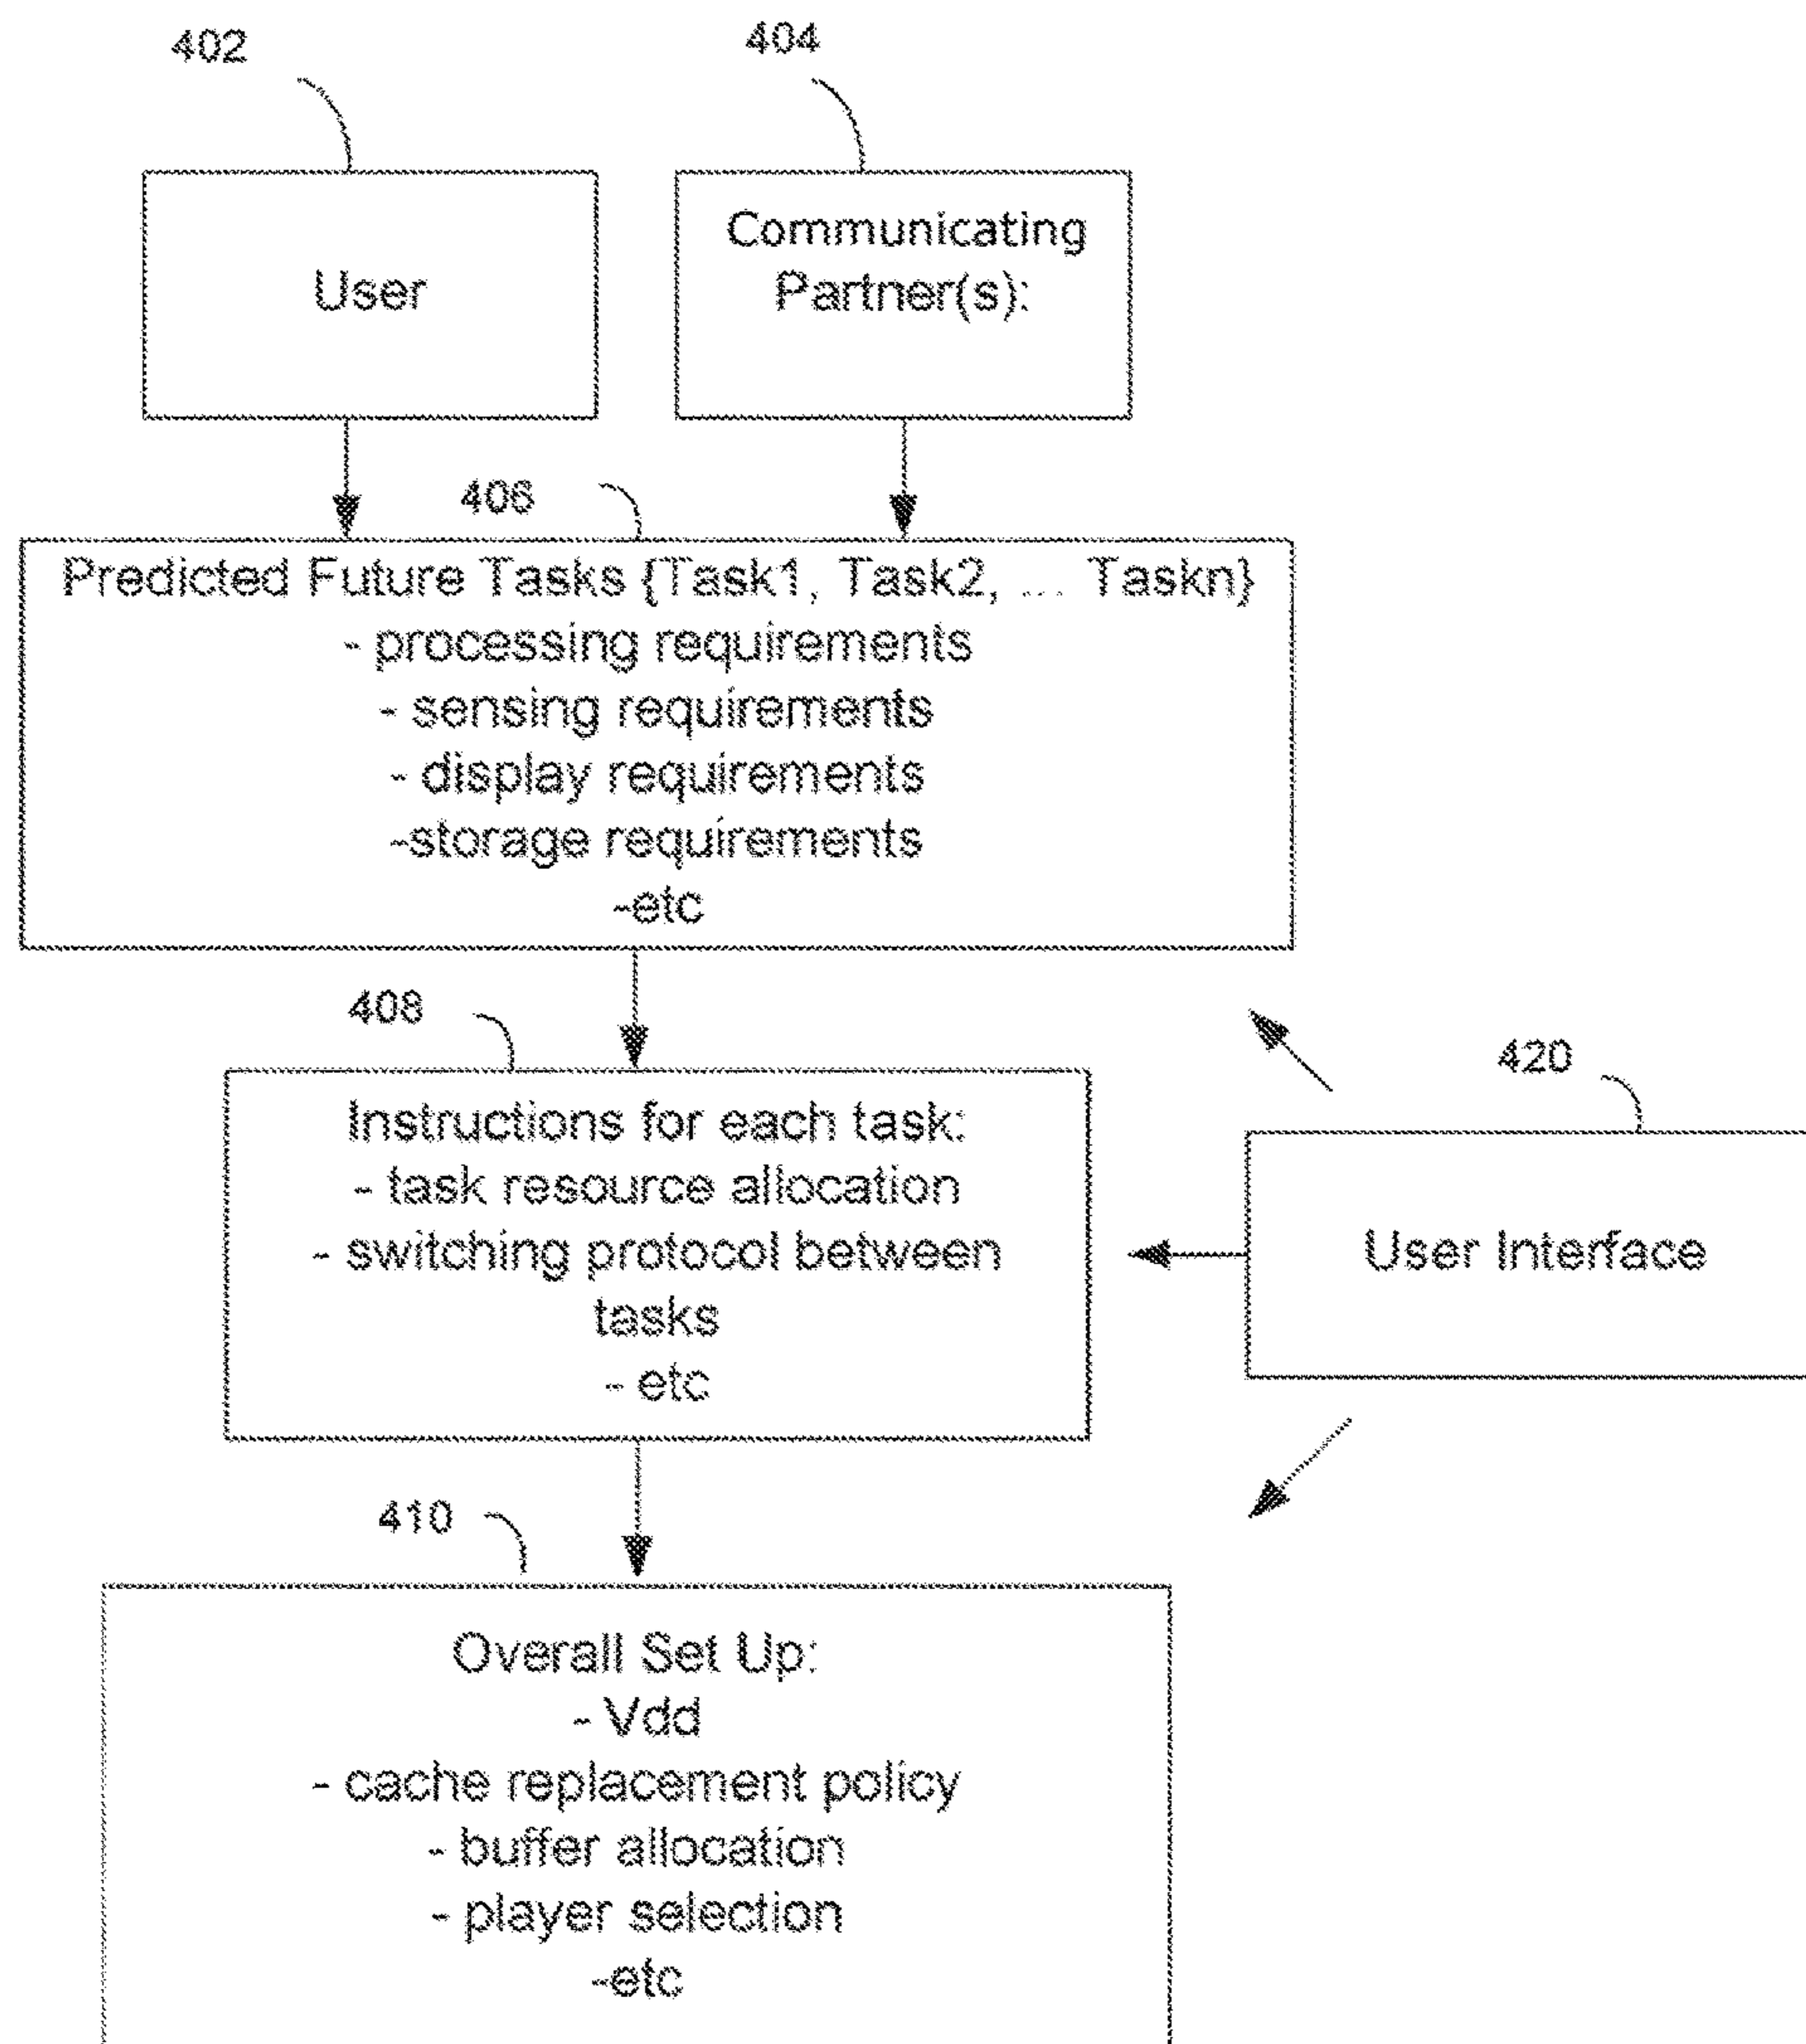 402
404
User
Communicating
Partner(s):
406
Predicted Future Tasks {Task1, Task2, ... Taskn}
- processing requirements
- sensing requirements
- display requirements
-storage requirements
-etc
408
Instructions for each task:
- task resource allocation
- switching protocol between
tasks
- etc
420
User Interface
410
Overall Set Up:
- Vdd
- cache replacement policy
- buffer allocation
- player selection
-etc